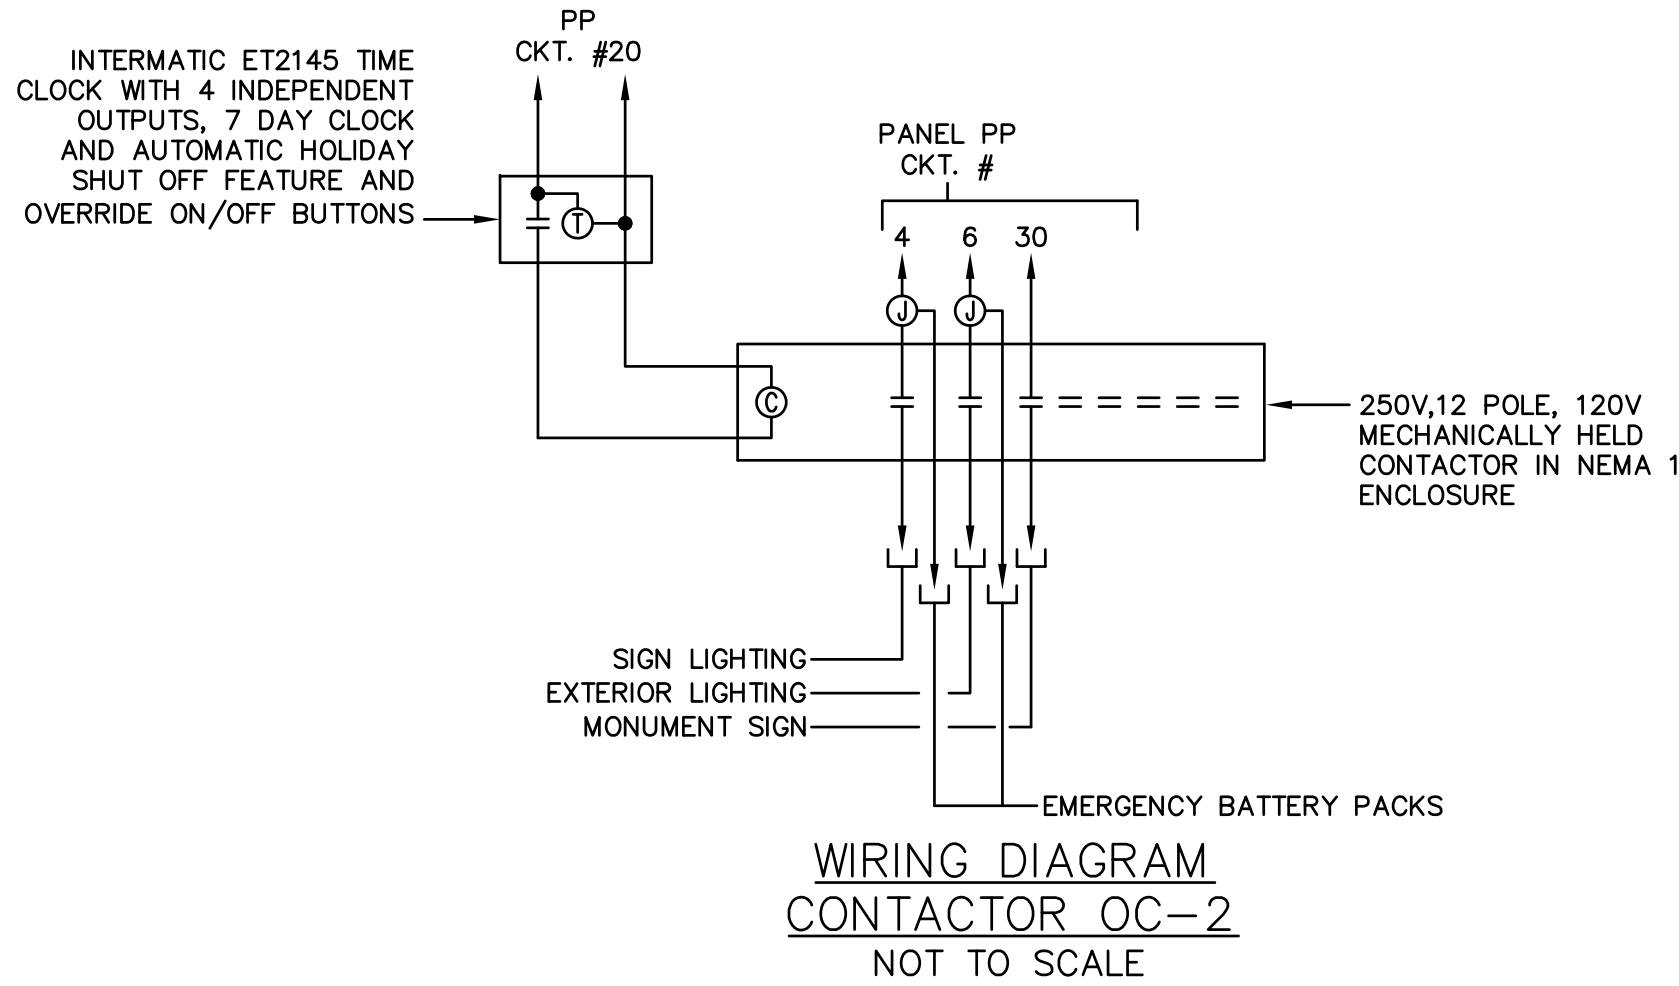 PP
CKT. #20
INTERMATIC ET2145 TIME
CLOCK WITH 4 INDEPENDENT
OUTPUTS, 7 DAY CLOCK
AND AUTOMATIC HOLIDAY
SHUT OFF FEATURE AND
OVERRIDE ON/OFF BUTTONS
T
PANEL PP
CKT. #
4 6 30
J J
C
250V,12 POLE, 120V
MECHANICALLY HELD
CONTACTOR IN NEMA 1
ENCLOSURE
SIGN LIGHTING
EXTERIOR LIGHTING
MONUMENT SIGN
EMERGENCY BATTERY PACKS
WIRING DIAGRAM
CONTACTOR OC-2
NOT TO SCALE